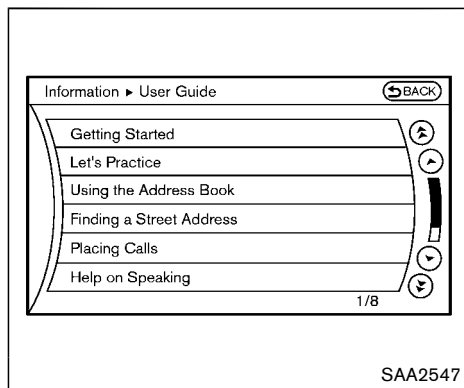 Information ▸ User Guide
BACK
Getting Started
Let's Practice
Using the Address Book
Finding a Street Address
Placing Calls
Help on Speaking
1/8
SAA2547